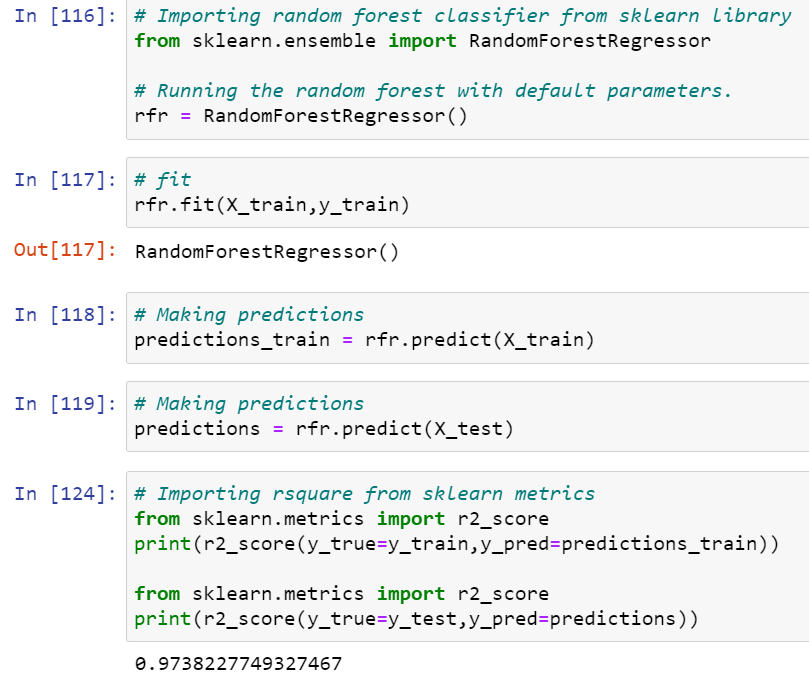 In [116]: # Importing random forest classifier from sklearn library
from sklearn.ensemble import RandomForestRegressor
# Running the random forest with default parameters.
rfr = RandomForestRegressor()
In [117]: # fit
rfr.fit(X_train,y_train)
Out[117]: RandomForestRegressor()
In [118]: # Making predictions
predictions_train = rfr.predict(X_train)
In [119]: # Making predictions
predictions = rfr.predict(X_test)
In [124]: # Importing rsquare from sklearn metrics
from sklearn.metrics import r2_score
print(r2_score(y_true=y_train,y_pred=predictions_train))
from sklearn.metrics import r2_score
print(r2_score(y_true=y_test,y_pred=predictions))
0.9738227749327467